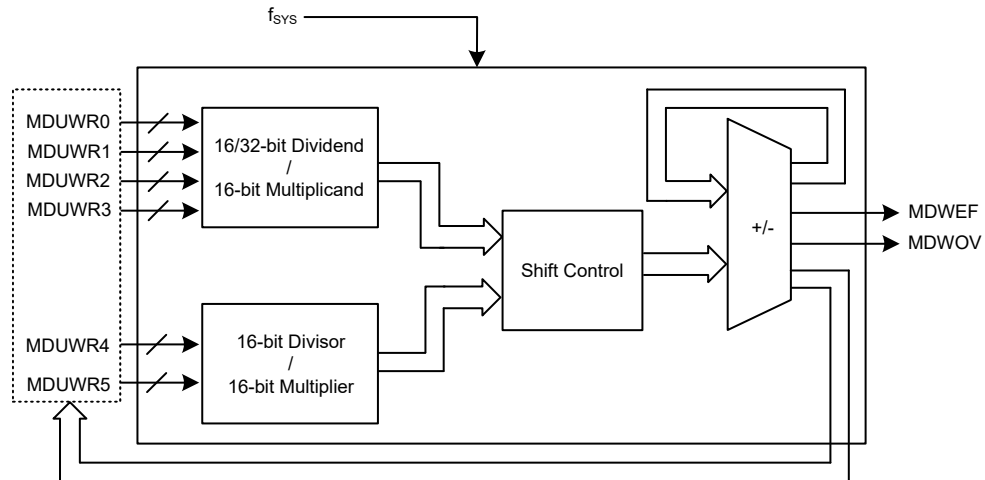 fSYS
MDUWR0
MDUWR1
MDUWR2
MDUWR3
MDUWR4
MDUWR5
16/32-bit Dividend
/
16-bit Multiplicand
16-bit Divisor
/
16-bit Multiplier
Shift Control
+/-
MDWEF
MDWOV